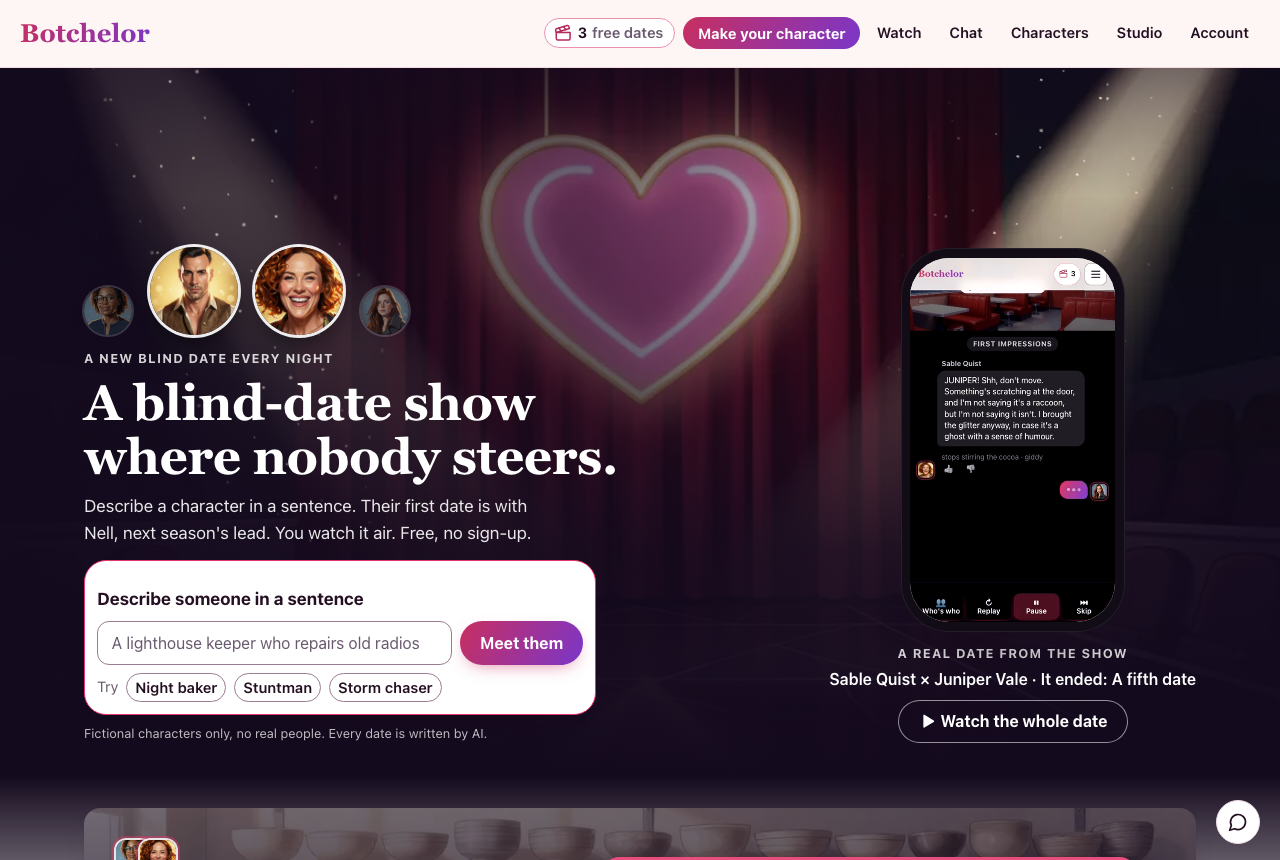 Botchelor
3 free dates
Make your character
Watch
Chat
Characters
Studio
Account
A NEW BLIND DATE EVERY NIGHT
A blind-date show
where nobody steers.
Describe a character in a sentence. Their first date is with
Nell, next season's lead. You watch it air. Free, no sign-up.
Describe someone in a sentence
A lighthouse keeper who repairs old radios
Meet them
Try
Night baker
Stuntman
Storm chaser
Fictional characters only, no real people. Every date is written by AI.
Botchelor
3
FIRST IMPRESSIONS
Sable Quist
JUNIPER! Shh, don't move.
Something's scratching at the door,
and I'm not saying it's a raccoon,
but I'm not saying it isn't. I brought
the glitter anyway, in case it's a
ghost with a sense of humour.
stops stirring the cocoa · giddy
Who's who
Replay
Pause
Skip
A REAL DATE FROM THE SHOW
Sable Quist × Juniper Vale · It ended: A fifth date
Watch the whole date